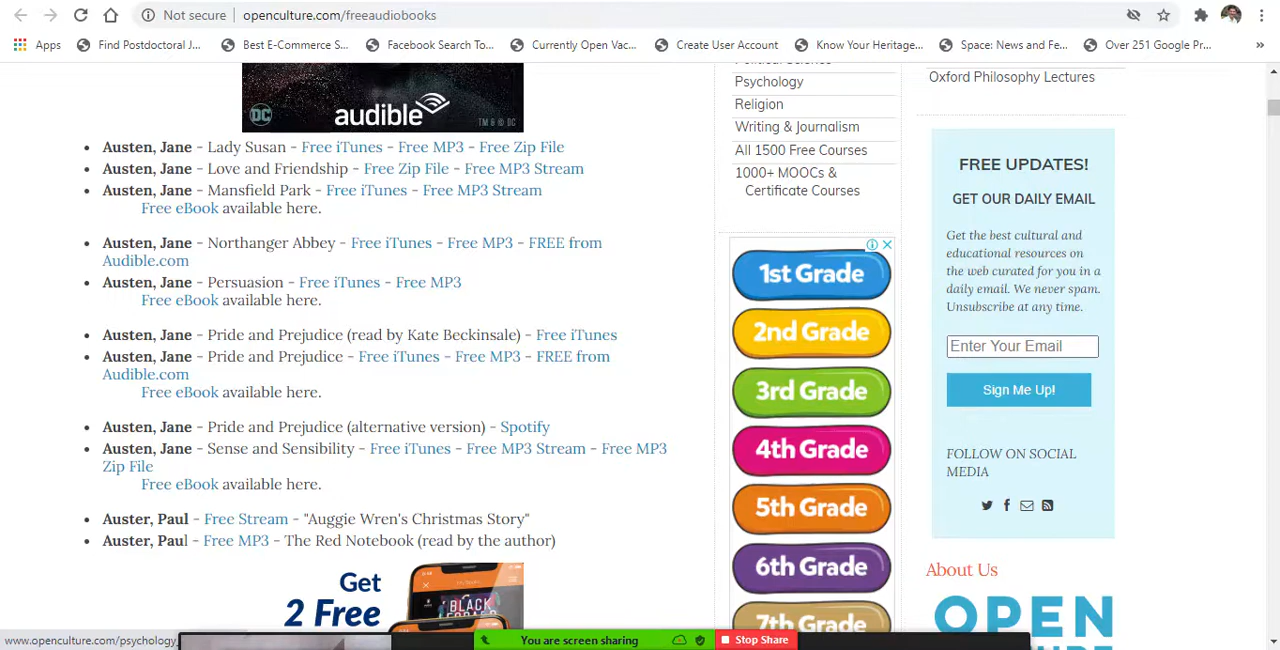 Not secure | openculture.com/freeaudiobooks
Apps Find Postdoctoral J... Best E-Commerce S... Facebook Search To... Currently Open Vac... Create User Account Know Your Heritage... Space: News and Fe... Over 251 Google Pr... »
DC audible TM & © DC
• Austen, Jane - Lady Susan - Free iTunes - Free MP3 - Free Zip File
• Austen, Jane - Love and Friendship - Free Zip File - Free MP3 Stream
• Austen, Jane - Mansfield Park - Free iTunes - Free MP3 Stream
Free eBook available here.
• Austen, Jane - Northanger Abbey - Free iTunes - Free MP3 - FREE from
Audible.com
• Austen, Jane - Persuasion - Free iTunes - Free MP3
Free eBook available here.
• Austen, Jane - Pride and Prejudice (read by Kate Beckinsale) - Free iTunes
• Austen, Jane - Pride and Prejudice - Free iTunes - Free MP3 - FREE from
Audible.com
Free eBook available here.
• Austen, Jane - Pride and Prejudice (alternative version) - Spotify
• Austen, Jane - Sense and Sensibility - Free iTunes - Free MP3 Stream - Free MP3
Zip File
Free eBook available here.
• Auster, Paul - Free Stream - "Auggie Wren's Christmas Story"
• Auster, Paul - Free MP3 - The Red Notebook (read by the author)
Get
2 Free
BLACK
Political Science
Psychology
Religion
Writing & Journalism
All 1500 Free Courses
1000+ MOOCs &
Certificate Courses
1st Grade
2nd Grade
3rd Grade
4th Grade
5th Grade
6th Grade
7th Grade
Oxford Philosophy Lectures
FREE UPDATES!
GET OUR DAILY EMAIL
Get the best cultural and
educational resources on
the web curated for you in a
daily email. We never spam.
Unsubscribe at any time.
Enter Your Email
Sign Me Up!
FOLLOW ON SOCIAL
MEDIA
About Us
OPEN
CULTURE
www.openculture.com/psychology_
You are screen sharing
Stop Share